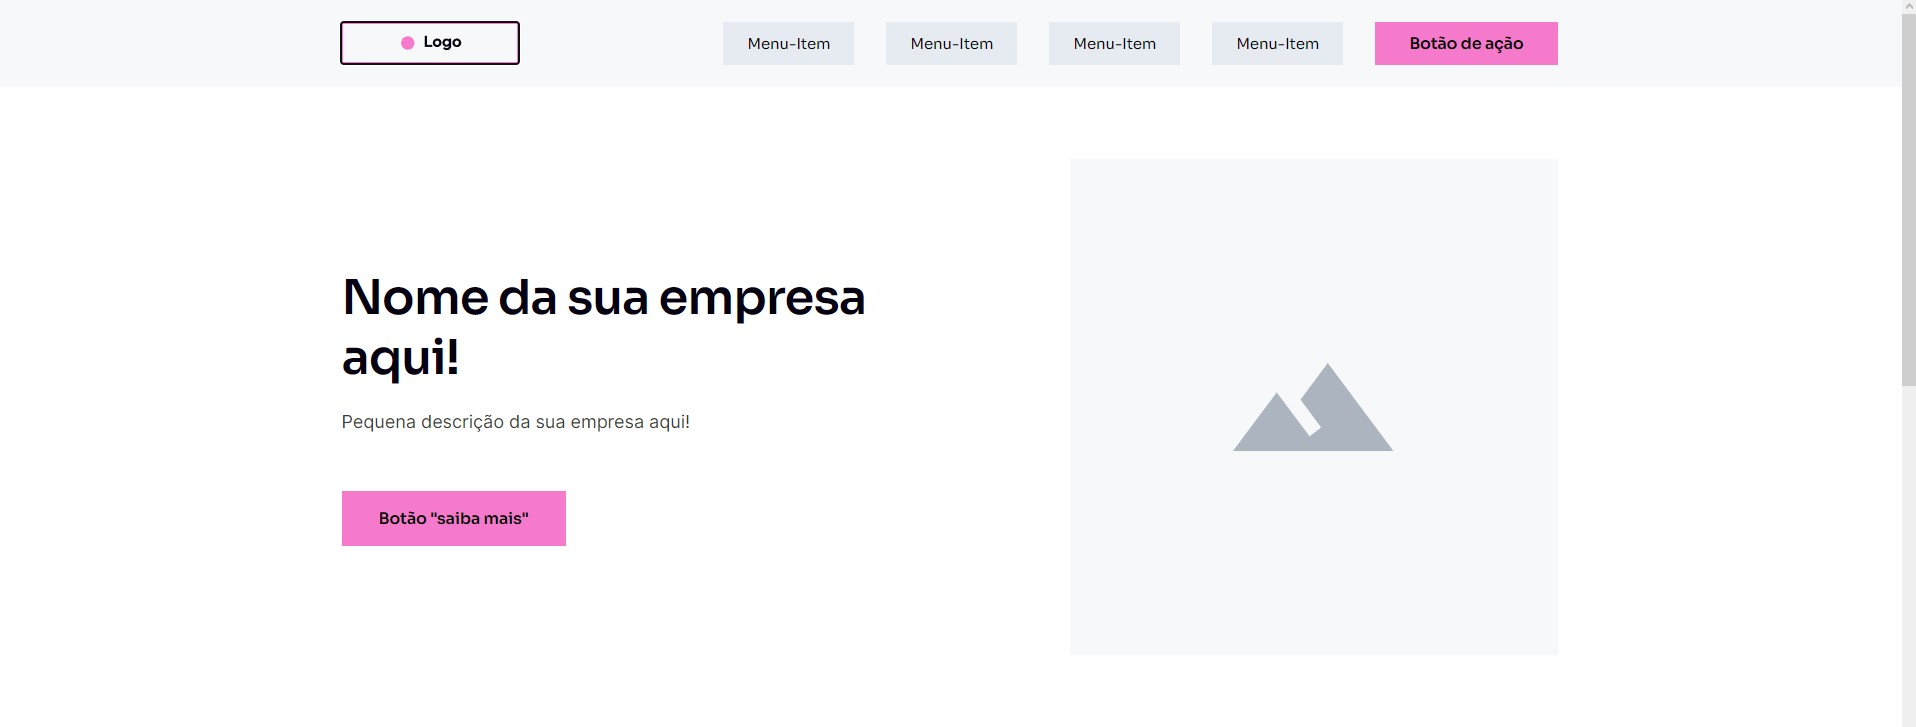 Logo
Menu-Item
Menu-Item
Menu-Item
Menu-Item
Botão de ação
Nome da sua empresa
aqui!
Pequena descrição da sua empresa aqui!
Botão "saiba mais"